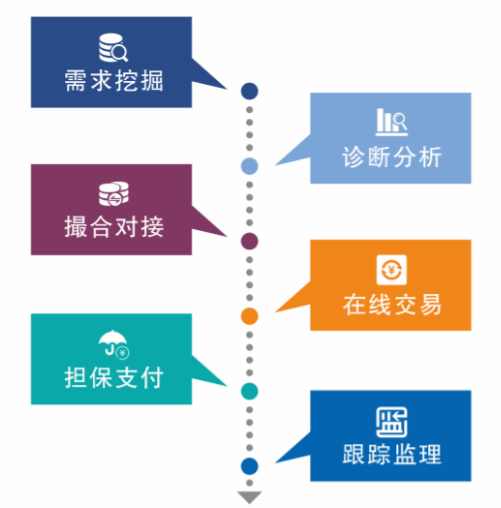 需求挖掘
诊断分析
撮合对接
在线交易
担保支付
跟踪监理